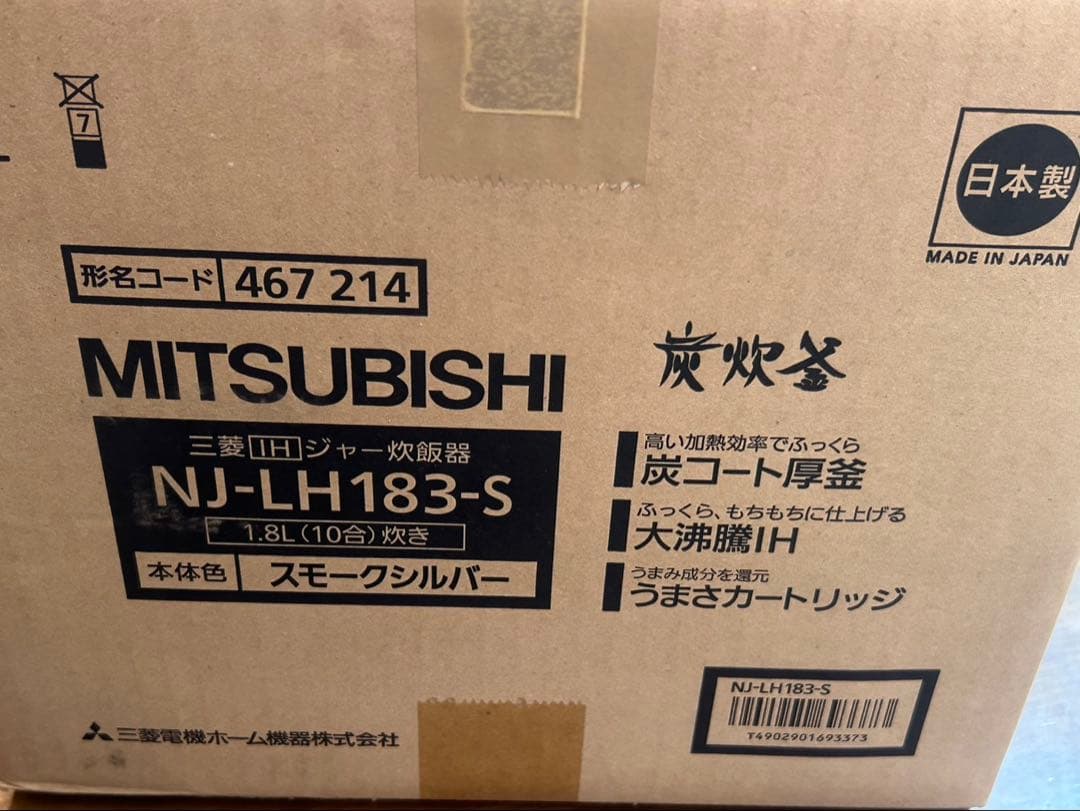 7
日本製
MADE IN JAPAN
形名コード 467 214
MITSUBISHI
三菱IHジャー炊飯器
NJ-LH183-S
1.8L(10合)炊き
本体色 スモークシルバー
炭炊釜
高い加熱効率でふっくら
炭コート厚釜
ふっくら、もちもちに仕上げる
大沸騰IH
うまみ成分を還元
うまさカートリッジ
NJ-LH183-S
T4902901693373
三菱電機ホーム機器株式会社